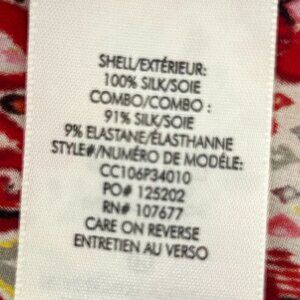 SHELL/EXTÉRIEUR:
100% SILK/SOIE
COMBO/COMBO :
91% SILK/SOIE
9% ELASTANE/ÉLASTHANNE
STYLE#/NUMÉRO DE MODÈLE:
CC106P34010
PO# 125202
RN# 107677
CARE ON REVERSE
ENTRETIEN AU VERSO